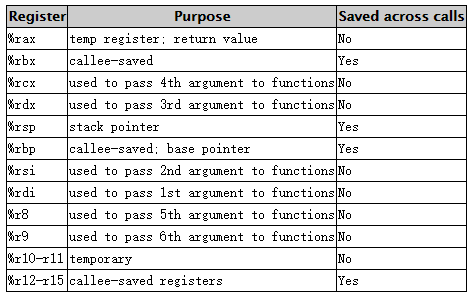 Register Purpose Saved across calls
%rax temp register; return value No
%rbx callee-saved Yes
%rcx used to pass 4th argument to functions No
%rdx used to pass 3rd argument to functions No
%rsp stack pointer Yes
%rbp callee-saved; base pointer Yes
%rsi used to pass 2nd argument to functions No
%rdi used to pass 1st argument to functions No
%r8 used to pass 5th argument to functions No
%r9 used to pass 6th argument to functions No
%r10-r11 temporary No
%r12-r15 callee-saved registers Yes